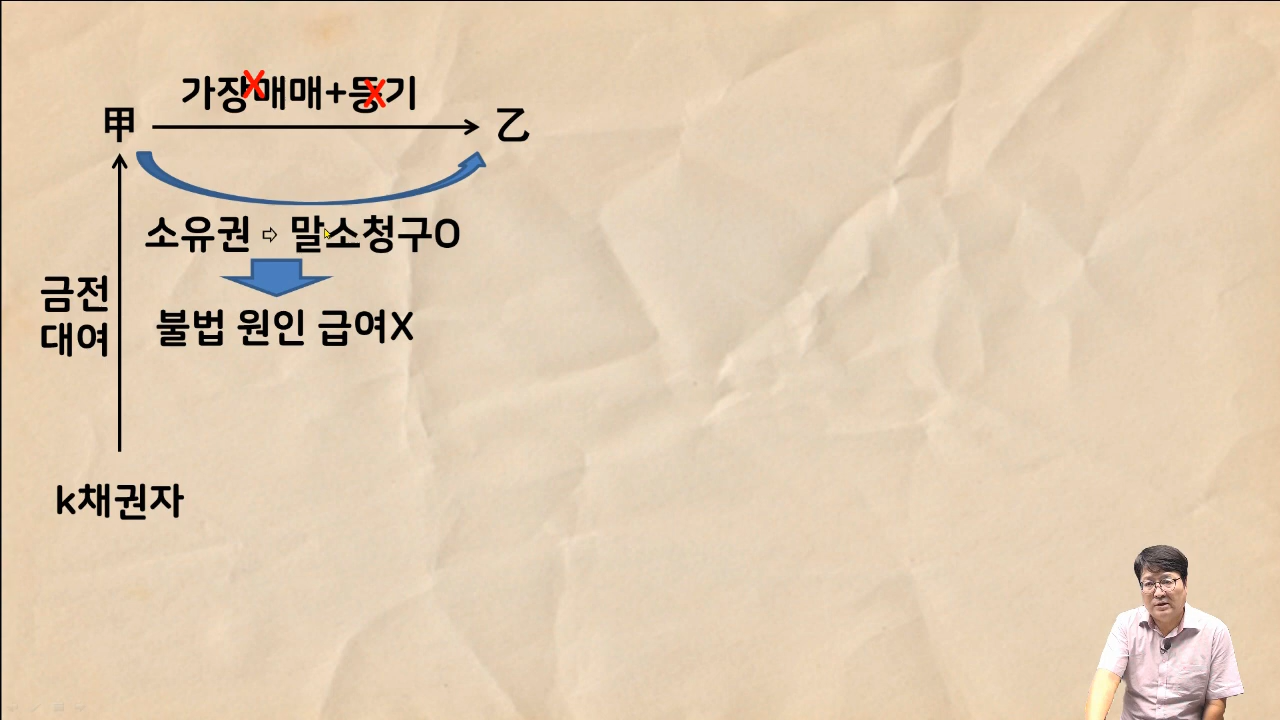 가장매매+등기
甲 乙
소유권 ⇨ 말소청구O
금전
대여
불법 원인 급여X
k채권자